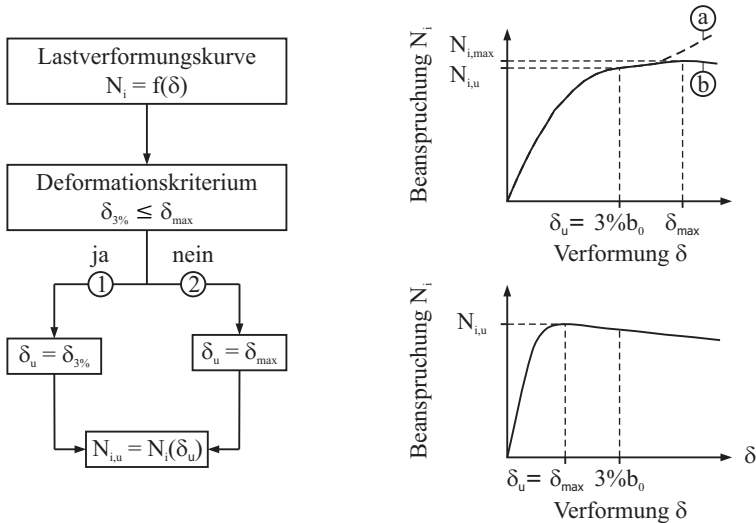 Lastverformungskurve
N_i = f(δ)
Deformationskriterium
δ_3% ≤ δ_max
ja
nein
1
2
δ_u = δ_3%
δ_u = δ_max
N_i,u = N_i(δ_u)
Beanspruchung N_i
N_i,max
N_i,u
a
b
δ_u = 3%b_0
δ_max
Verformung δ
Beanspruchung N_i
N_i,u
δ_u = δ_max
3%b_0
δ
Verformung δ